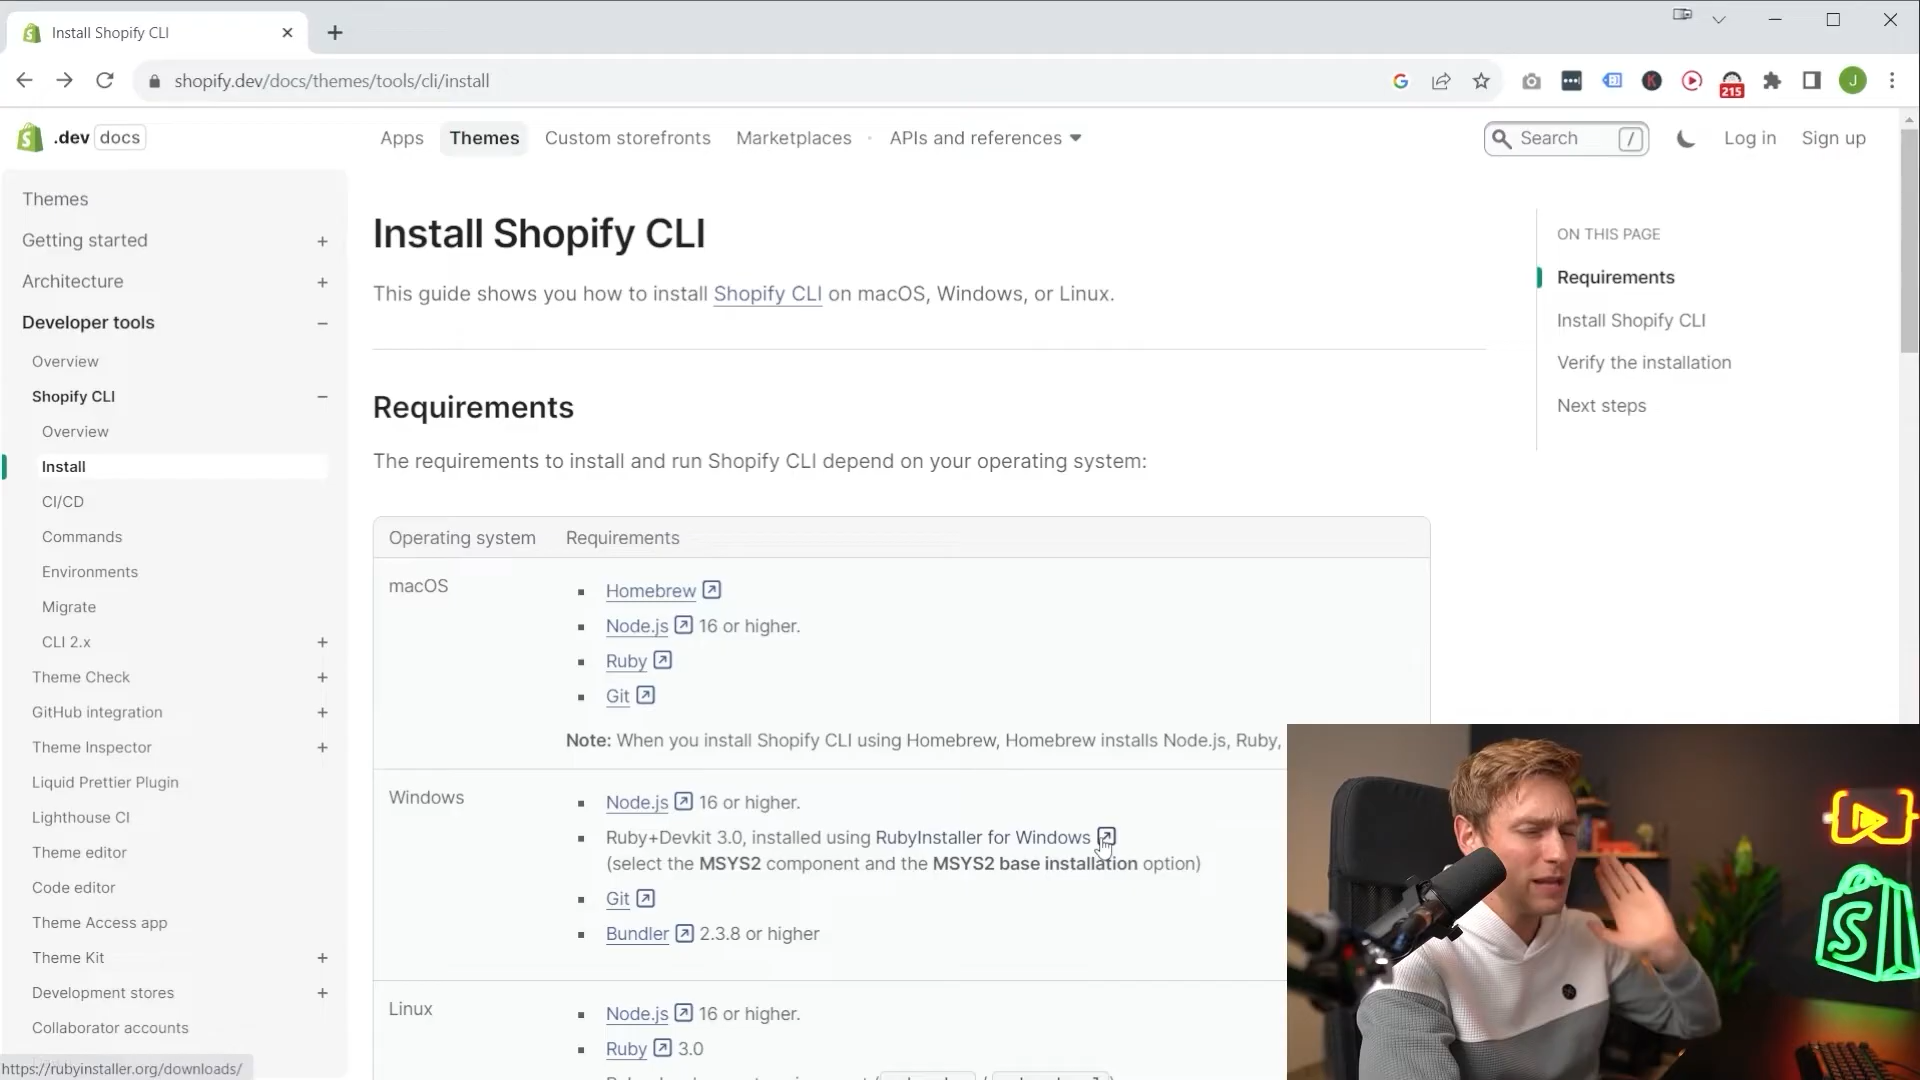 Install Shopify CLI
shopify.dev/docs/themes/tools/cli/install
215
J
.dev docs
Apps
Themes
Custom storefronts
Marketplaces
APIs and references
Search /
Log in
Sign up
Themes
Getting started
Architecture
Developer tools
Overview
Shopify CLI
Overview
Install
CI/CD
Commands
Environments
Migrate
CLI 2.x
Theme Check
GitHub integration
Theme Inspector
Liquid Prettier Plugin
Lighthouse CI
Theme editor
Code editor
Theme Access app
Theme Kit
Development stores
Collaborator accounts
https://rubyinstaller.org/downloads/
Install Shopify CLI
This guide shows you how to install Shopify CLI on macOS, Windows, or Linux.
Requirements
The requirements to install and run Shopify CLI depend on your operating system:
Operating system Requirements
macOS
Homebrew
Node.js 16 or higher.
Ruby
Git
Note: When you install Shopify CLI using Homebrew, Homebrew installs Node.js, Ruby,
Windows
Node.js 16 or higher.
Ruby+Devkit 3.0, installed using RubyInstaller for Windows
(select the MSYS2 component and the MSYS2 base installation option)
Git
Bundler 2.3.8 or higher
Linux
Node.js 16 or higher.
Ruby 3.0
ON THIS PAGE
Requirements
Install Shopify CLI
Verify the installation
Next steps